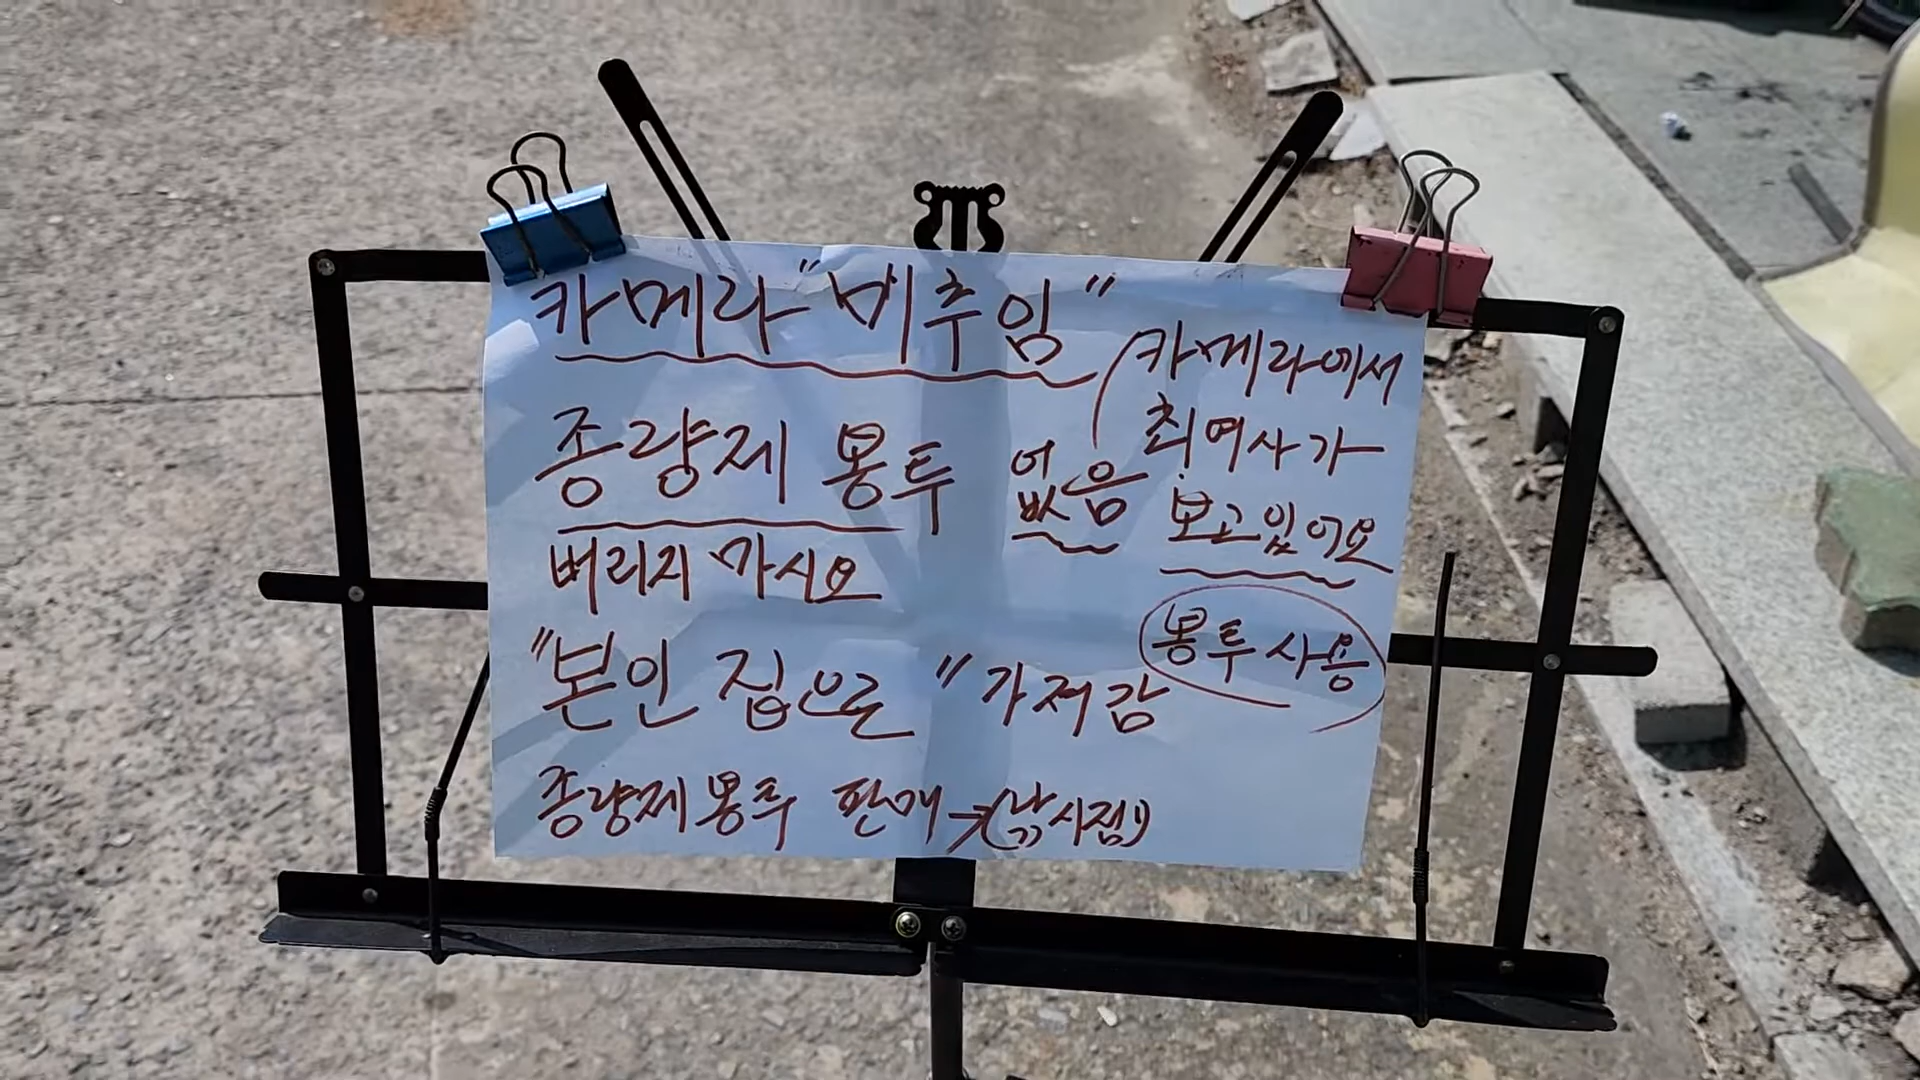 카메라 "비추임"
(카메라에서
최여사가
보고있어요
종량제 봉투 없음
버리지 마시오
봉투사용
"본인 집으로" 가져감
종량제봉투 판매→(시점)